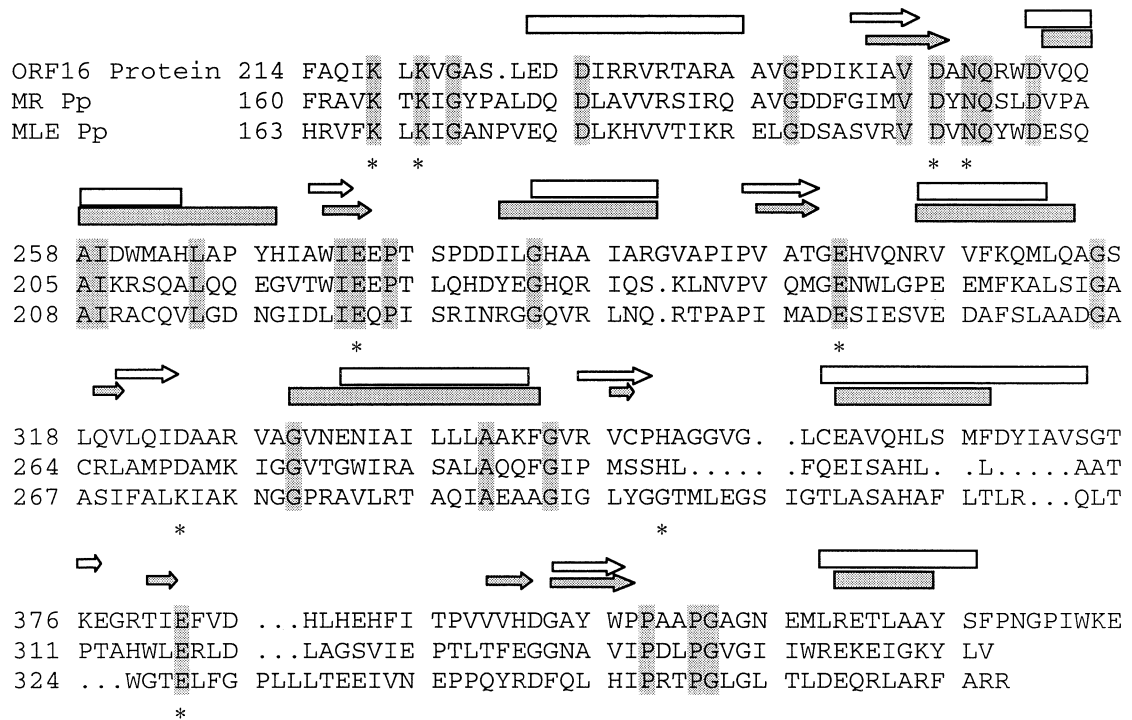 ORF16 Protein 214 FAQIK LKVGAS.LED DIRRVRTARA AVGPDIKIAV DANQRWDVQQ
MR Pp 160 FRAVK TKIGYPALDQ DLAVVRSIRQ AVGDDFGIMV DYNQSLDVPA
MLE Pp 163 HRVFK LKIGANPVEQ DLKHVVTIKR ELGDSASVRV DVNQYWDESQ
* * * *
258 AIDWMAHLAP YHIAWIEEPT SPDDILGHAA IARGVAPIPV ATGEHVQNRV VFKQMLQAGS
205 AIKRSQALQQ EGVTWIEEPT LQHDYEGHQR IQS.KLNVPV QMGENWLGPE EMFKALSIGA
208 AIRACQVLGD NGIDLIEQPI SRINRGGQVR LNQ.RTPAPI MADESIESVE DAFSLAADGA
* *
318 LQVLQIDAAR VAGVNENIAI LLLAAKFGVR VCPHAGGVG. .LCEAVQHLS MFDYIAVSGT
264 CRLAMPDAMK IGGVTGWIRA SALAQQFGIP MSSHL..... .FQEISAHL. .L.....AAT
267 ASIFALKIAK NGGPRAVLRT AQIAEAAGIG LYGGTMLEGS IGTLASAHAF LTLR...QLT
* *
376 KEGRTIEFVD ...HLHEHFI TPVVVHDGAY WPPAAPGAGN EMLRETLAAY SFPNGPIWKE
311 PTAHWLERLD ...LAGSVIE PTLTFEGGNA VIPDLPGVGI IWREKEIGKY LV
324 ...WGTELFG PLLLTEEIVN EPPQYRDFQL HIPRTPGLGL TLDEQRLARF ARR
*